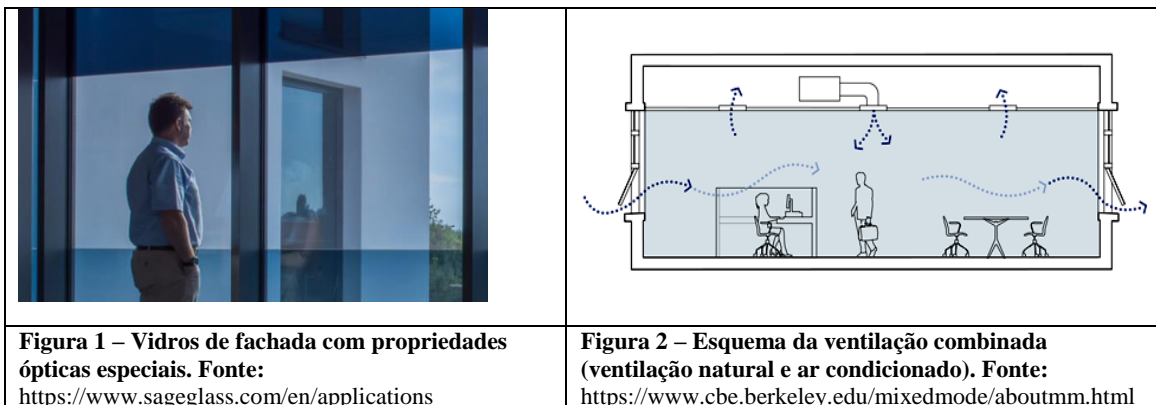 Figura 1 – Vidros de fachada com propriedades
ópticas especiais. Fonte:
https://www.sageglass.com/en/applications
Figura 2 – Esquema da ventilação combinada
(ventilação natural e ar condicionado). Fonte:
https://www.cbe.berkeley.edu/mixedmode/aboutmm.html